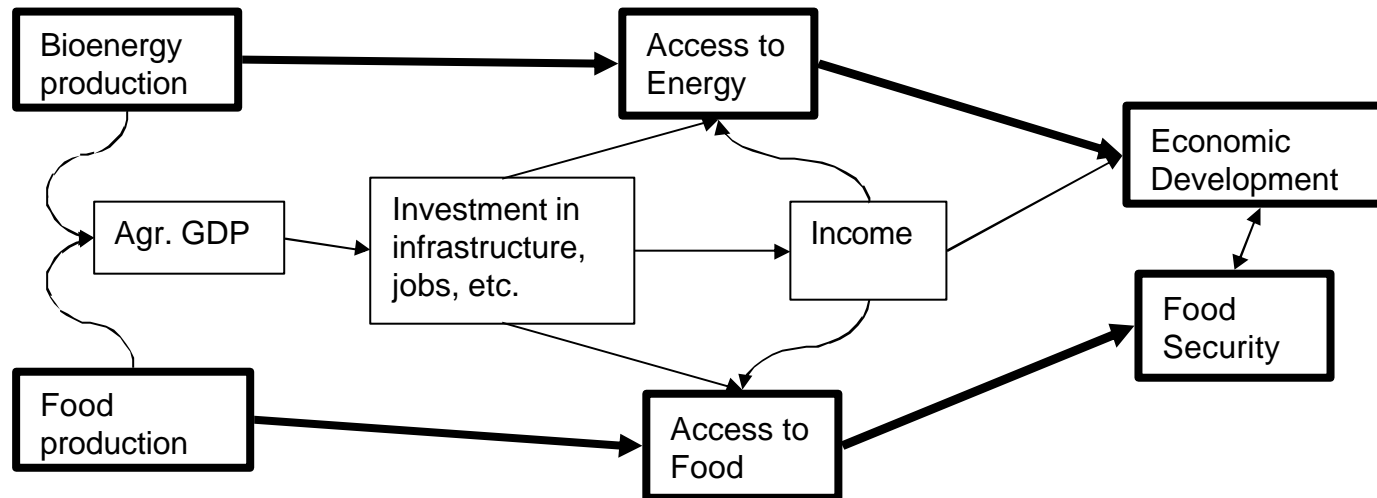 Bioenergy
production
Access to
Energy
Economic
Development
Agr. GDP
Investment in
infrastructure,
jobs, etc.
Income
Food
Security
Food
production
Access to
Food